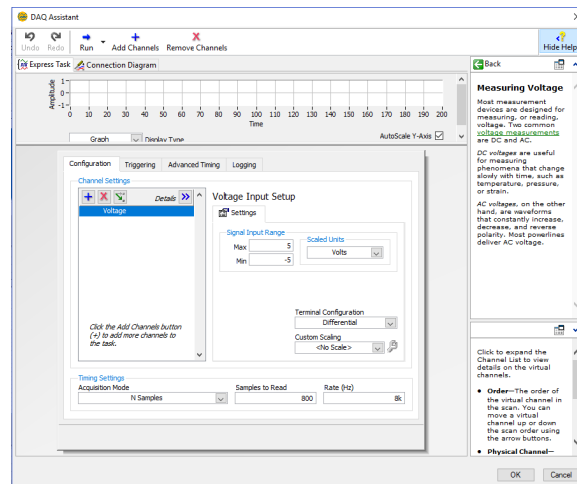 DAQ Assistant
Undo Redo Run Add Channels Remove Channels Hide Help
Express Task Connection Diagram
Amplitude
1-
0-
-1-
0 10 20 30 40 50 60 70 80 90 100 110 120 130 140 150 160 170 180 190 200
Time
Graph Display Type AutoScale Y-Axis
Configuration Triggering Advanced Timing Logging
Channel Settings
Details
Voltage
Click the Add Channels button
(+) to add more channels to
the task.
Voltage Input Setup
Settings
Signal Input Range
Max 5
Min -5
Scaled Units
Volts
Terminal Configuration
Differential
Custom Scaling
<No Scale>
Timing Settings
Acquisition Mode Samples to Read Rate (Hz)
N Samples 800 8k
Back
Measuring Voltage
Most measurement
devices are designed for
measuring, or reading,
voltage. Two common
voltage measurements
are DC and AC.
DC voltages are useful
for measuring
phenomena that change
slowly with time, such as
temperature, pressure,
or strain.
AC voltages, on the other
hand, are waveforms
that constantly increase,
decrease, and reverse
polarity. Most powerlines
deliver AC voltage.
Click to expand the
Channel List to view
details on the virtual
channels.
• Order—The order of
the virtual channel in
the scan. You can
move a virtual
channel up or down
the scan order using
the arrow buttons.
• Physical Channel—
OK Cancel